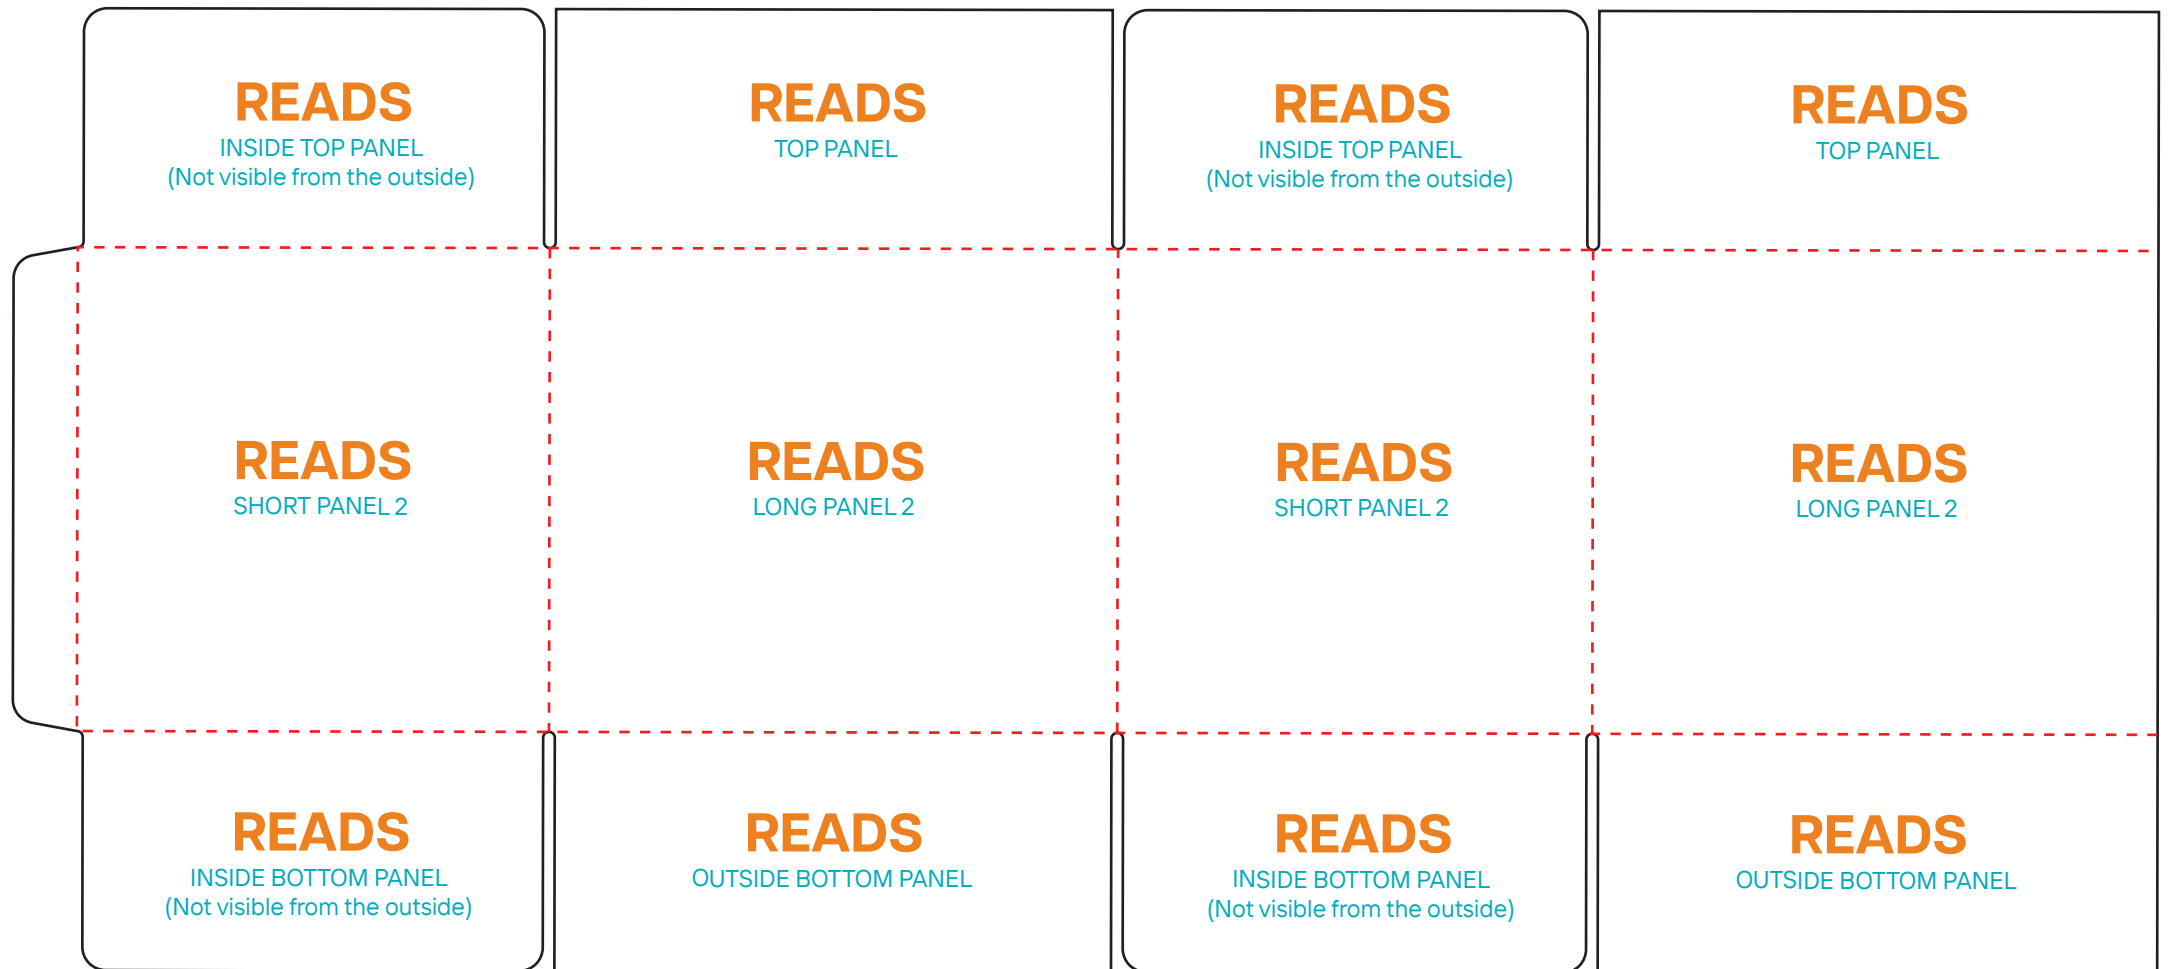 READS
INSIDE TOP PANEL
(Not visible from the outside)
READS
TOP PANEL
READS
INSIDE TOP PANEL
(Not visible from the outside)
READS
TOP PANEL
READS
SHORT PANEL 2
READS
LONG PANEL 2
READS
SHORT PANEL 2
READS
LONG PANEL 2
READS
INSIDE BOTTOM PANEL
(Not visible from the outside)
READS
OUTSIDE BOTTOM PANEL
READS
INSIDE BOTTOM PANEL
(Not visible from the outside)
READS
OUTSIDE BOTTOM PANEL